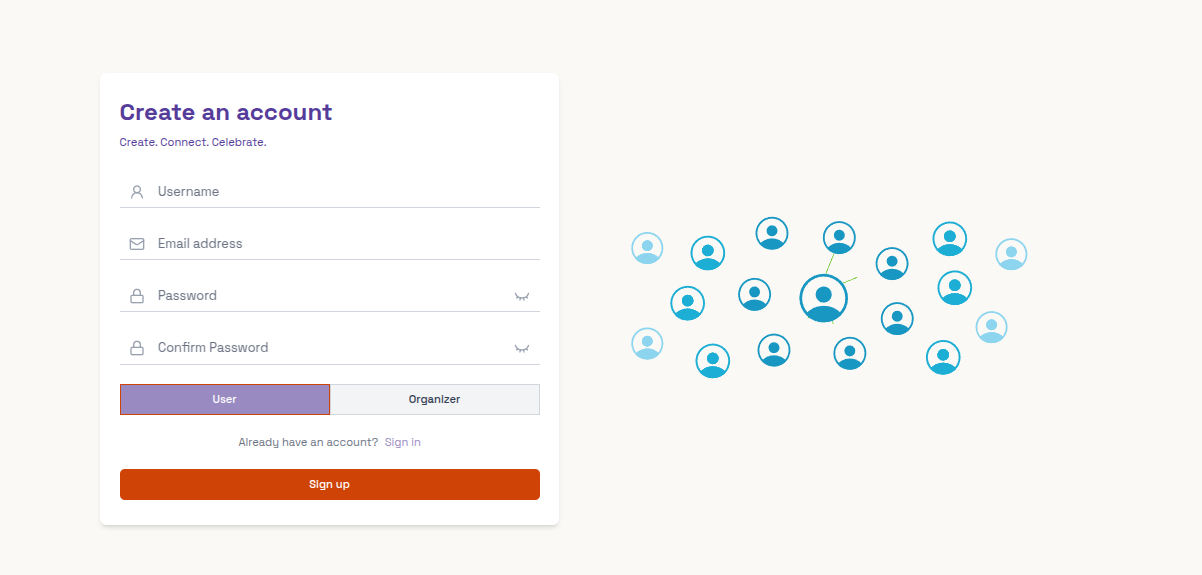 Create an account
Create. Connect. Celebrate.
Username
Email address
Password
Confirm Password
User Organizer
Already have an account? Sign in
Sign up